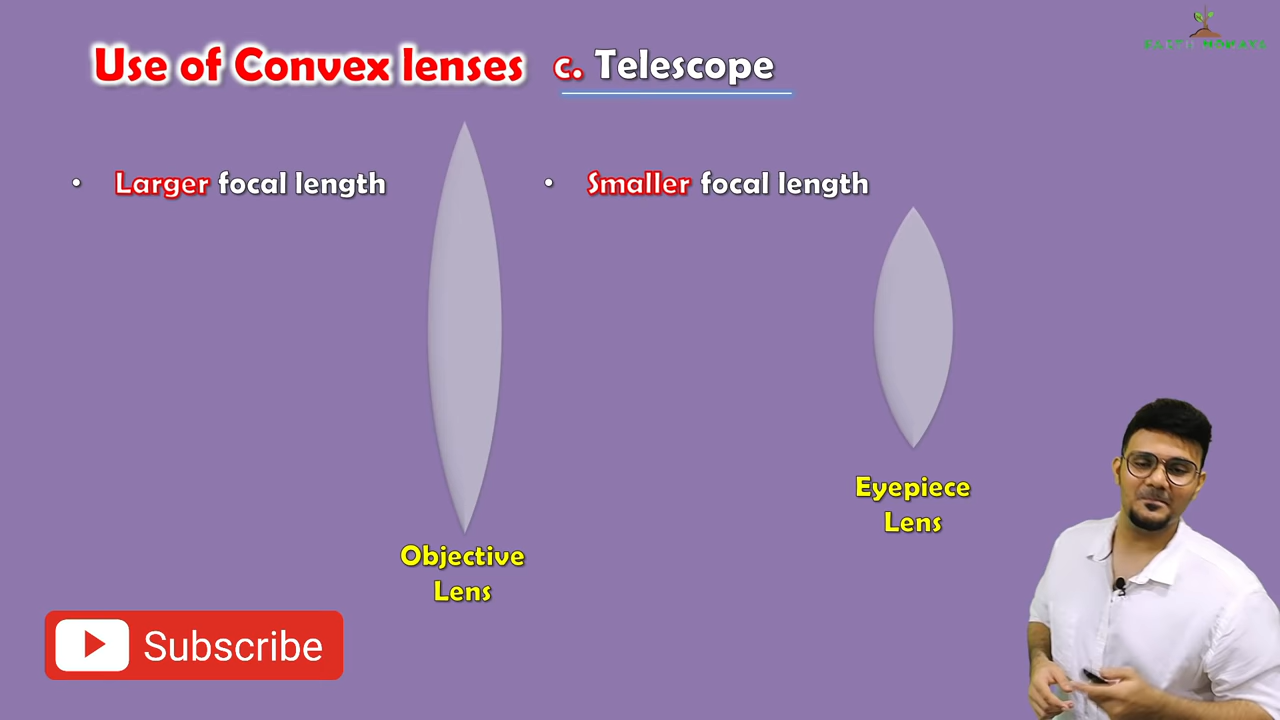 Use of Convex lenses c. Telescope
• Larger focal length
• Smaller focal length
Eyepiece
Lens
Objective
Lens
Subscribe